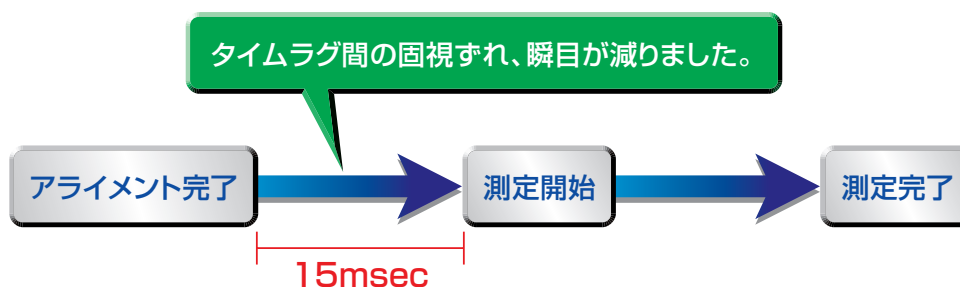 タイムラグ間の固視ずれ、瞬目が減りました。
アライメント完了
測定開始
測定完了
15msec